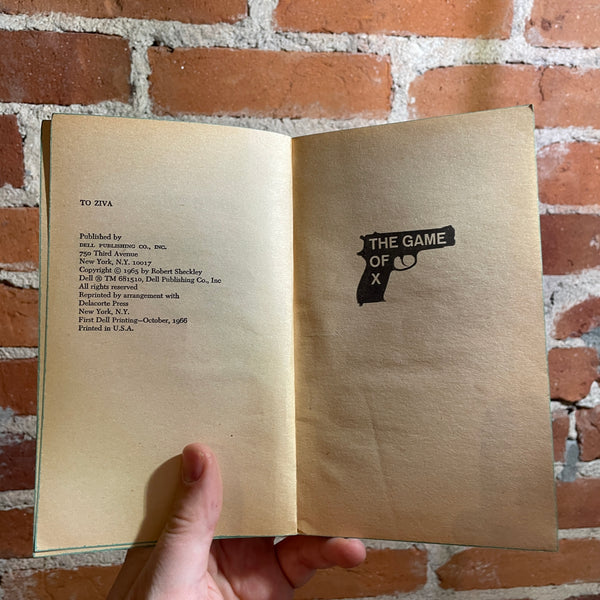 TO ZIVA
Published by
DELL PUBLISHING CO., INC.
750 Third Avenue
New York, N.Y. 10017
Copyright © 1965 by Robert Sheckley
Dell ® TM 681510, Dell Publishing Co., Inc
All rights reserved
Reprinted by arrangement with
Delacorte Press
New York, N.Y.
First Dell Printing—October, 1966
Printed in U.S.A.
THE GAME
OF
X